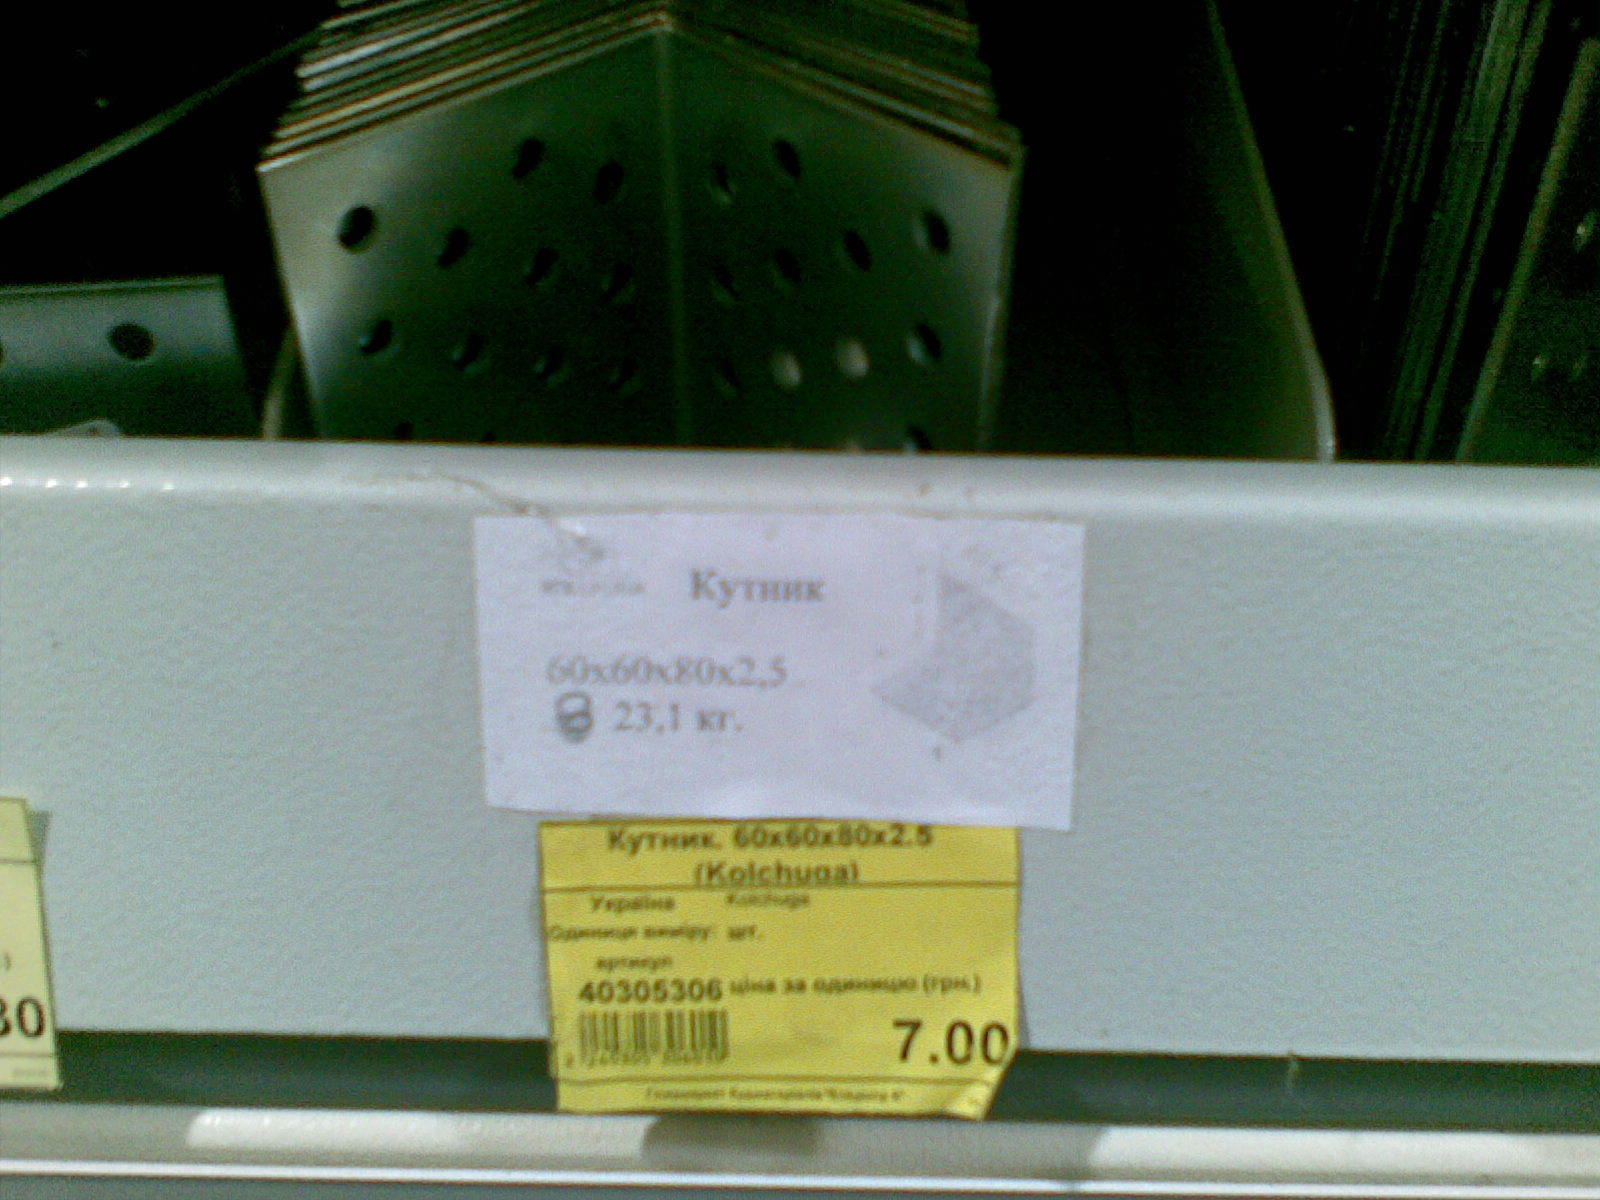 Кутник
60x60x80x2,5
23,1 кг.
Кутник. 60x60x80x2.5
(Kolchuga)
Україна Kolchuga
Одиниця виміру: шт.
артикул
40305306 ціна за одиницю (грн.)
7.00